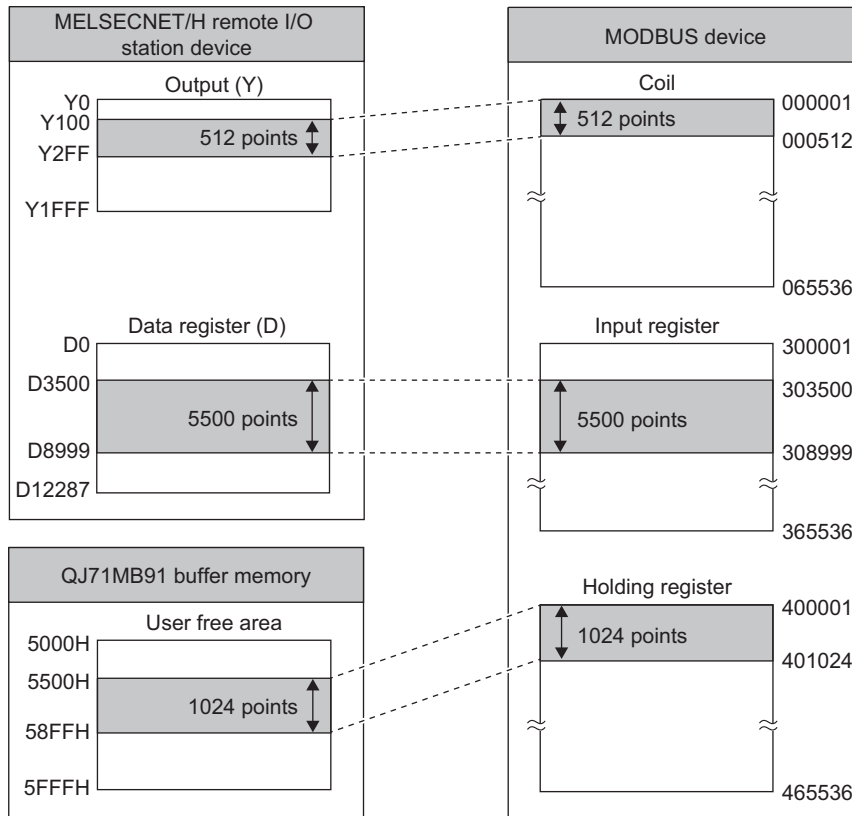 MELSECNET/H remote I/O
station device
Output (Y)
Y0
Y100
512 points
Y2FF
Y1FFF
Data register (D)
D0
D3500
5500 points
D8999
D12287
QJ71MB91 buffer memory
User free area
5000H
5500H
1024 points
58FFH
5FFFH
MODBUS device
Coil
000001
512 points
000512
065536
Input register
300001
303500
5500 points
308999
365536
Holding register
400001
1024 points
401024
465536